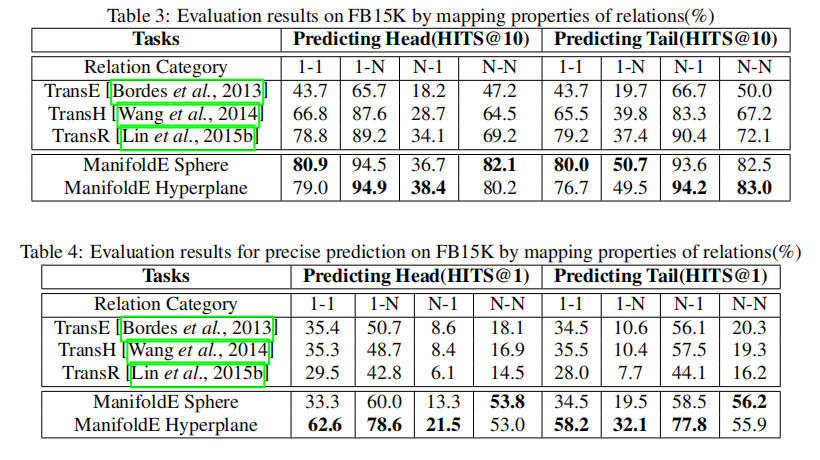 Table 3: Evaluation results on FB15K by mapping properties of relations(%)
Tasks Predicting Head(HITS@10) Predicting Tail(HITS@10)
Relation Category 1-1 1-N N-1 N-N 1-1 1-N N-1 N-N
TransE [Bordes et al., 2013] 43.7 65.7 18.2 47.2 43.7 19.7 66.7 50.0
TransH [Wang et al., 2014] 66.8 87.6 28.7 64.5 65.5 39.8 83.3 67.2
TransR [Lin et al., 2015b] 78.8 89.2 34.1 69.2 79.2 37.4 90.4 72.1
ManifoldE Sphere 80.9 94.5 36.7 82.1 80.0 50.7 93.6 82.5
ManifoldE Hyperplane 79.0 94.9 38.4 80.2 76.7 49.5 94.2 83.0
Table 4: Evaluation results for precise prediction on FB15K by mapping properties of relations(%)
Tasks Predicting Head(HITS@1) Predicting Tail(HITS@1)
Relation Category 1-1 1-N N-1 N-N 1-1 1-N N-1 N-N
TransE [Bordes et al., 2013] 35.4 50.7 8.6 18.1 34.5 10.6 56.1 20.3
TransH [Wang et al., 2014] 35.3 48.7 8.4 16.9 35.5 10.4 57.5 19.3
TransR [Lin et al., 2015b] 29.5 42.8 6.1 14.5 28.0 7.7 44.1 16.2
ManifoldE Sphere 33.3 60.0 13.3 53.8 34.5 19.5 58.5 56.2
ManifoldE Hyperplane 62.6 78.6 21.5 53.0 58.2 32.1 77.8 55.9